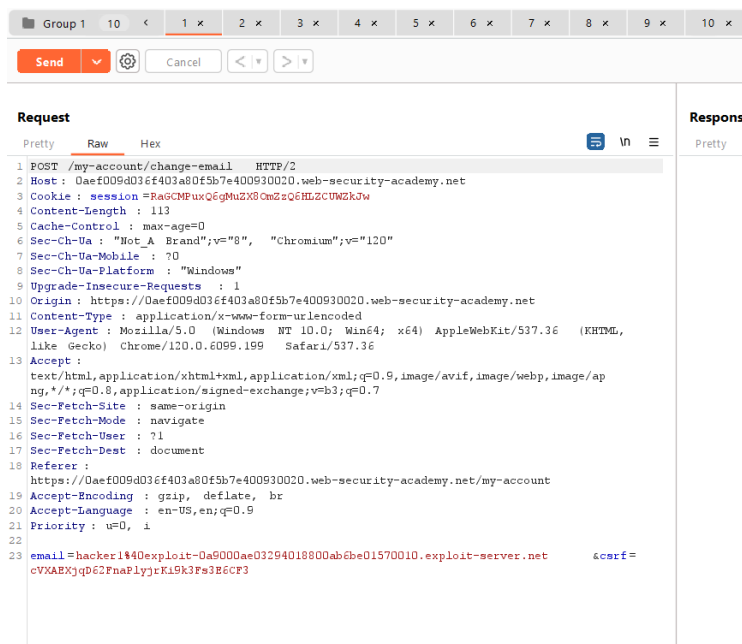 Group 1 10 < 1 × 2 × 3 × 4 × 5 × 6 × 7 × 8 × 9 × 10 ×
Send Cancel < >
Request Respons
Pretty Raw Hex \n Pretty
1 POST /my-account/change-email HTTP/2
2 Host : 0aef009d036f403a80f5b7e400930020.web-security-academy.net
3 Cookie : session =RaGCMPuxQ6gMuZX8OmZzQ6HLZCUWZkJw
4 Content-Length : 113
5 Cache-Control : max-age=0
6 Sec-Ch-Ua : "Not_A Brand";v="8", "Chromium";v="120"
7 Sec-Ch-Ua-Mobile : ?0
8 Sec-Ch-Ua-Platform : "Windows"
9 Upgrade-Insecure-Requests : 1
10 Origin : https://0aef009d036f403a80f5b7e400930020.web-security-academy.net
11 Content-Type : application/x-www-form-urlencoded
12 User-Agent : Mozilla/5.0 (Windows NT 10.0; Win64; x64) AppleWebKit/537.36 (KHTML,
like Gecko) Chrome/120.0.6099.199 Safari/537.36
13 Accept :
text/html,application/xhtml+xml,application/xml;q=0.9,image/avif,image/webp,image/ap
ng,*/*;q=0.8,application/signed-exchange;v=b3;q=0.7
14 Sec-Fetch-Site : same-origin
15 Sec-Fetch-Mode : navigate
16 Sec-Fetch-User : ?1
17 Sec-Fetch-Dest : document
18 Referer :
https://0aef009d036f403a80f5b7e400930020.web-security-academy.net/my-account
19 Accept-Encoding : gzip, deflate, br
20 Accept-Language : en-US,en;q=0.9
21 Priority : u=0, i
22
23 email =hacker1%40exploit-0a9000ae03294018800ab6be01570010.exploit-server.net &csrf =
cVXAEXjqD62FnaPlyjrKi9k3Fs3E6CF3